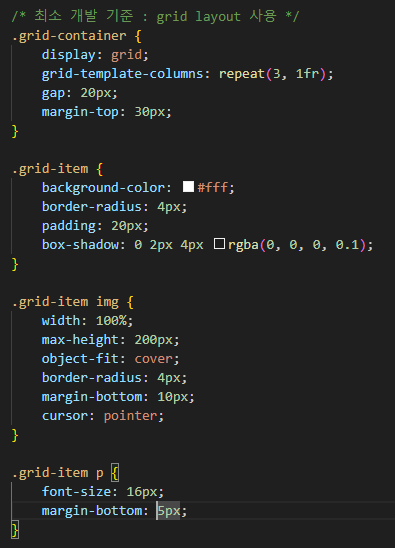 /* 최소 개발 기준 : grid layout 사용 */
.grid-container {
    display: grid;
    grid-template-columns: repeat(3, 1fr);
    gap: 20px;
    margin-top: 30px;
}

.grid-item {
    background-color: #fff;
    border-radius: 4px;
    padding: 20px;
    box-shadow: 0 2px 4px rgba(0, 0, 0, 0.1);
}

.grid-item img {
    width: 100%;
    max-height: 200px;
    object-fit: cover;
    border-radius: 4px;
    margin-bottom: 10px;
    cursor: pointer;
}

.grid-item p {
    font-size: 16px;
    margin-bottom: 5px;
}